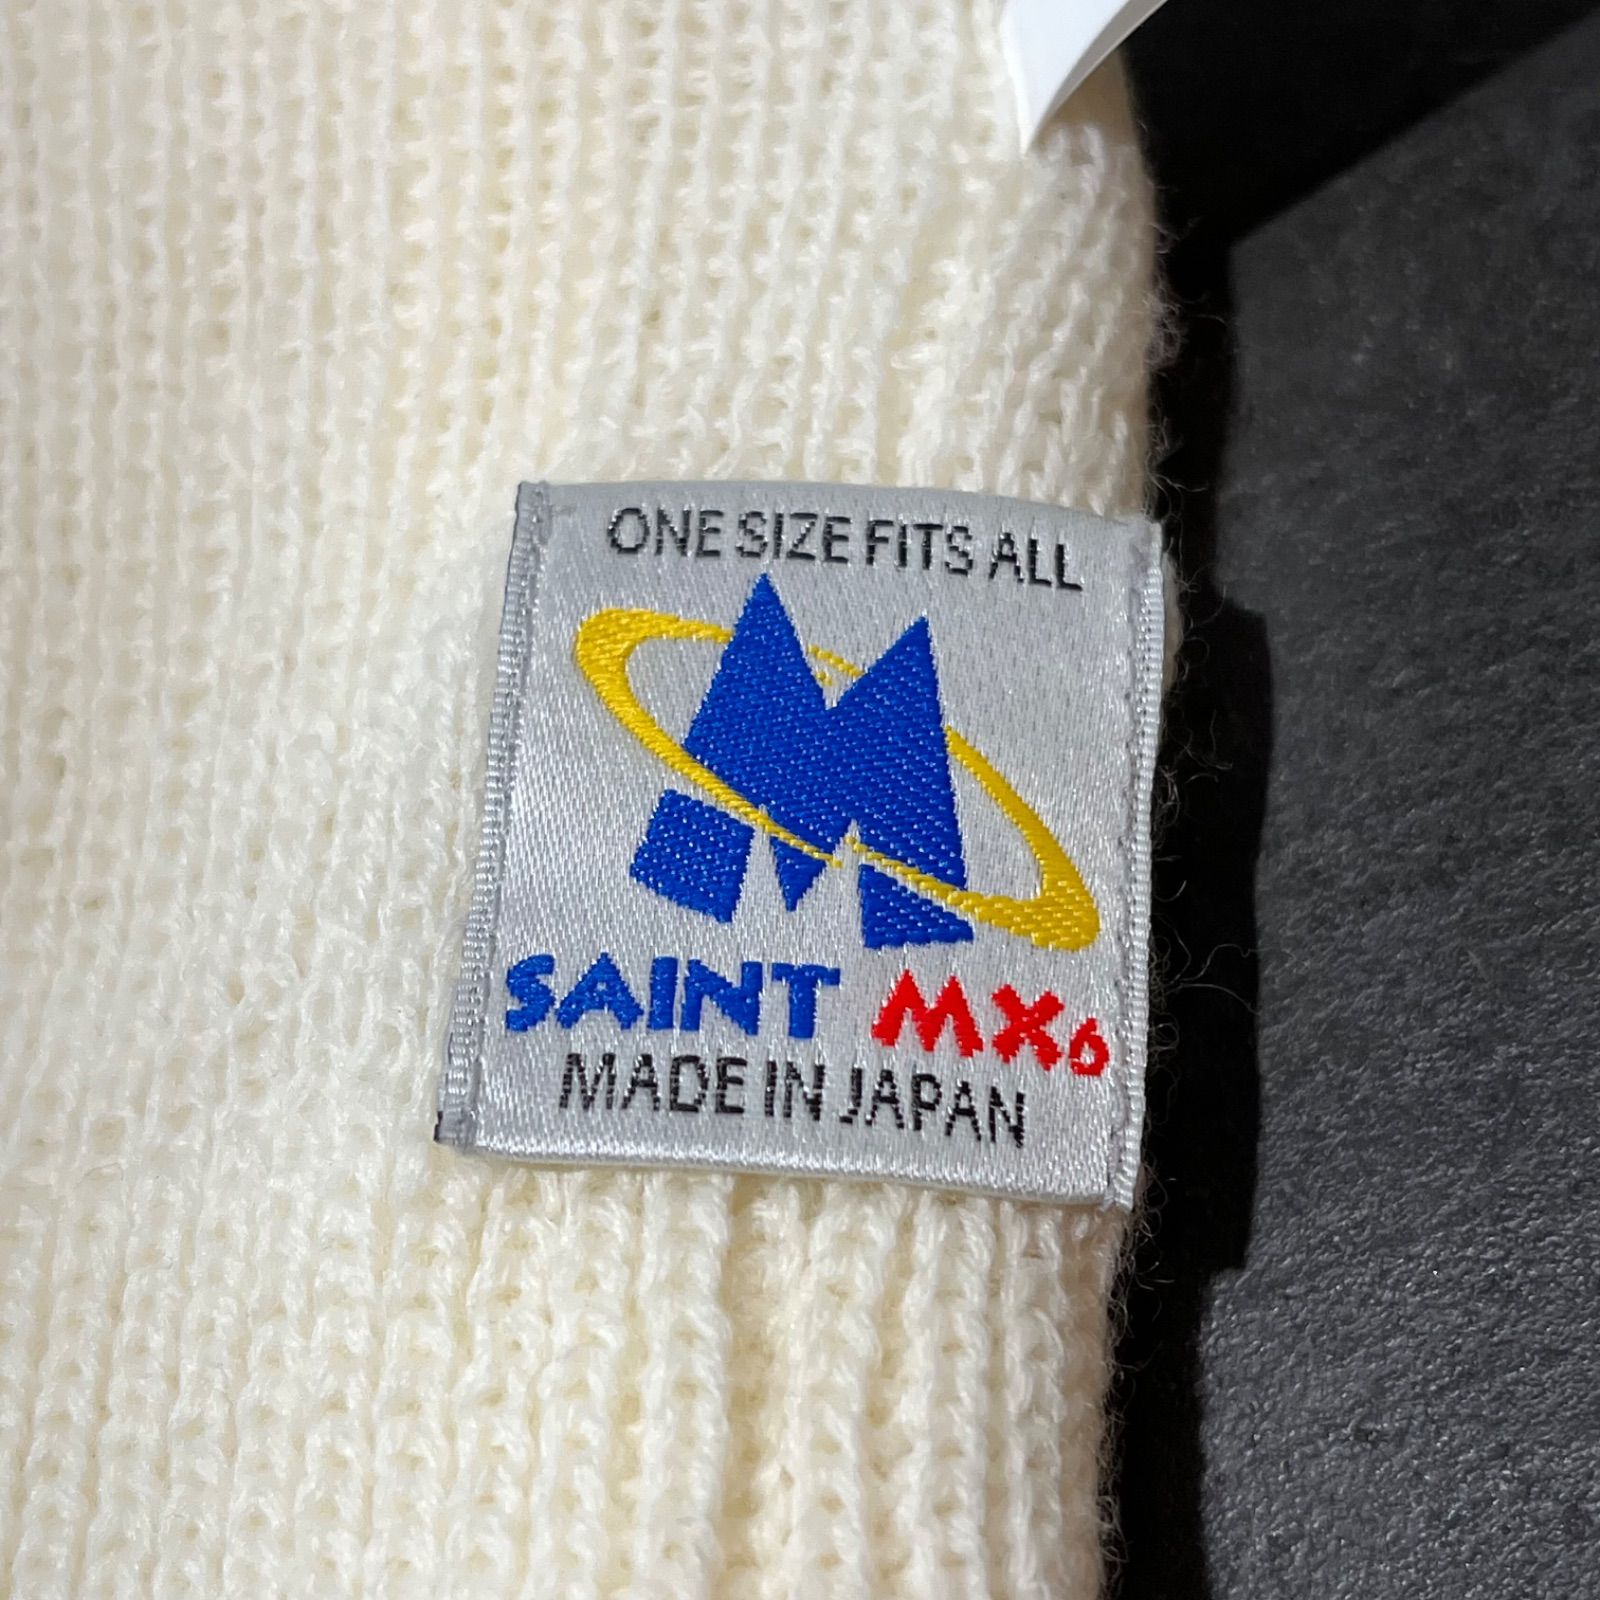 ONE SIZE FITS ALL
SAINT MX6
MADE IN JAPAN